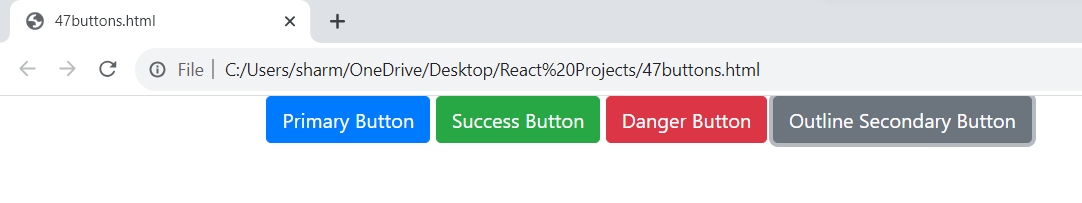 47buttons.html
File C:/Users/sharm/OneDrive/Desktop/React%20Projects/47buttons.html
Primary Button Success Button Danger Button Outline Secondary Button